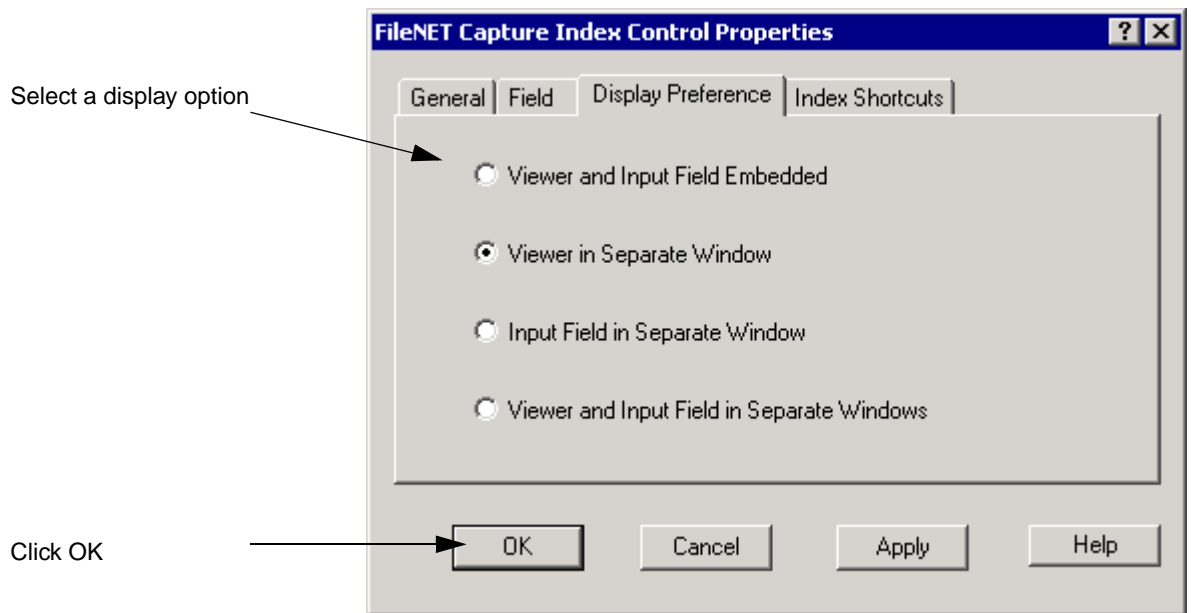 FileNET Capture Index Control Properties
Select a display option
General Field Display Preference Index Shortcuts
Viewer and Input Field Embedded
Viewer in Separate Window
Input Field in Separate Window
Viewer and Input Field in Separate Windows
Click OK
OK Cancel Apply Help